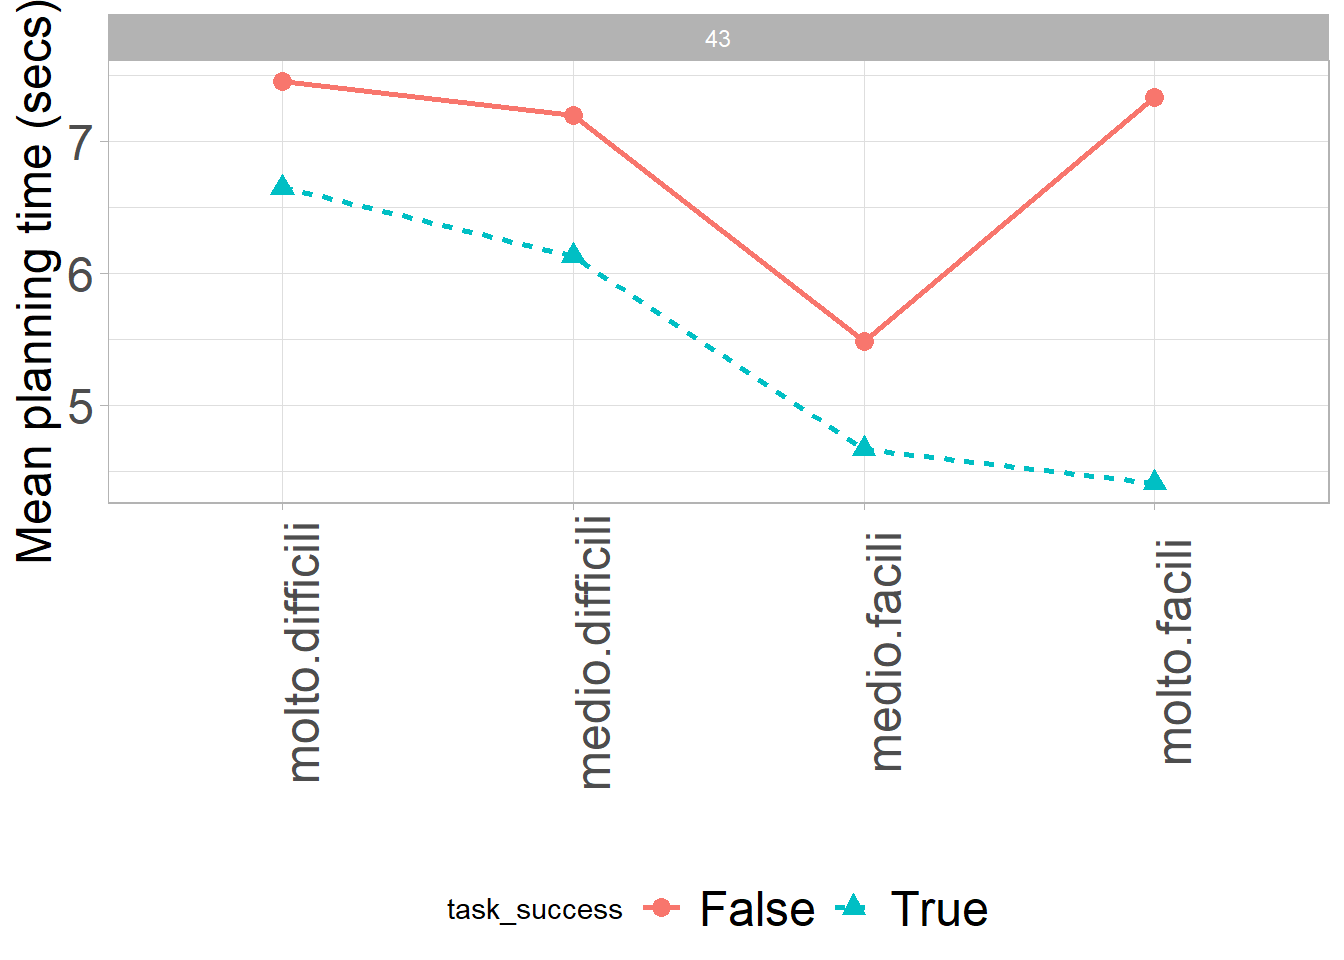 43
Mean planning time (secs)
7
6
5
molto.difficili
medio.difficili
medio.facili
molto.facili
task_success False True